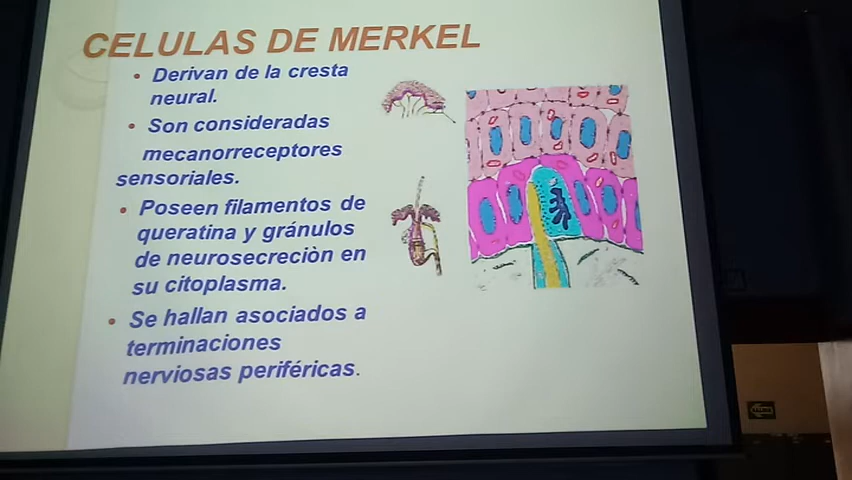 CELULAS DE MERKEL
• Derivan de la cresta
neural.
• Son consideradas
mecanorreceptores
sensoriales.
• Poseen filamentos de
queratina y gránulos
de neurosecreciòn en
su citoplasma.
• Se hallan asociados a
terminaciones
nerviosas periféricas.